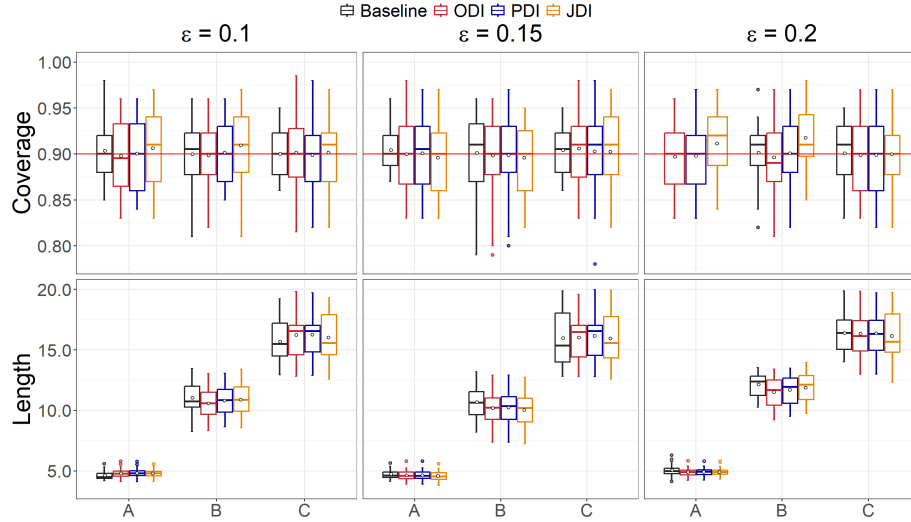 Baseline ODI PDI JDI
ε = 0.1 ε = 0.15 ε = 0.2
Coverage
1.00
0.95
0.90
0.85
0.80
Length
20.0
15.0
10.0
5.0
A B C A B C A B C